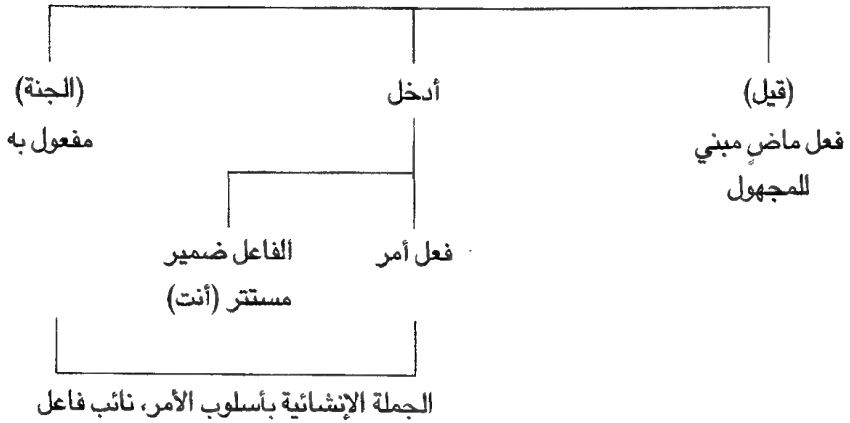 (قيل) أدخل (الجنة)
فعل ماضٍ مبني مفعول به
للمجهول
فعل أمر الفاعل ضمير
مستتر (أنت)
الجملة الإنشائية بأسلوب الأمر، نائب فاعل